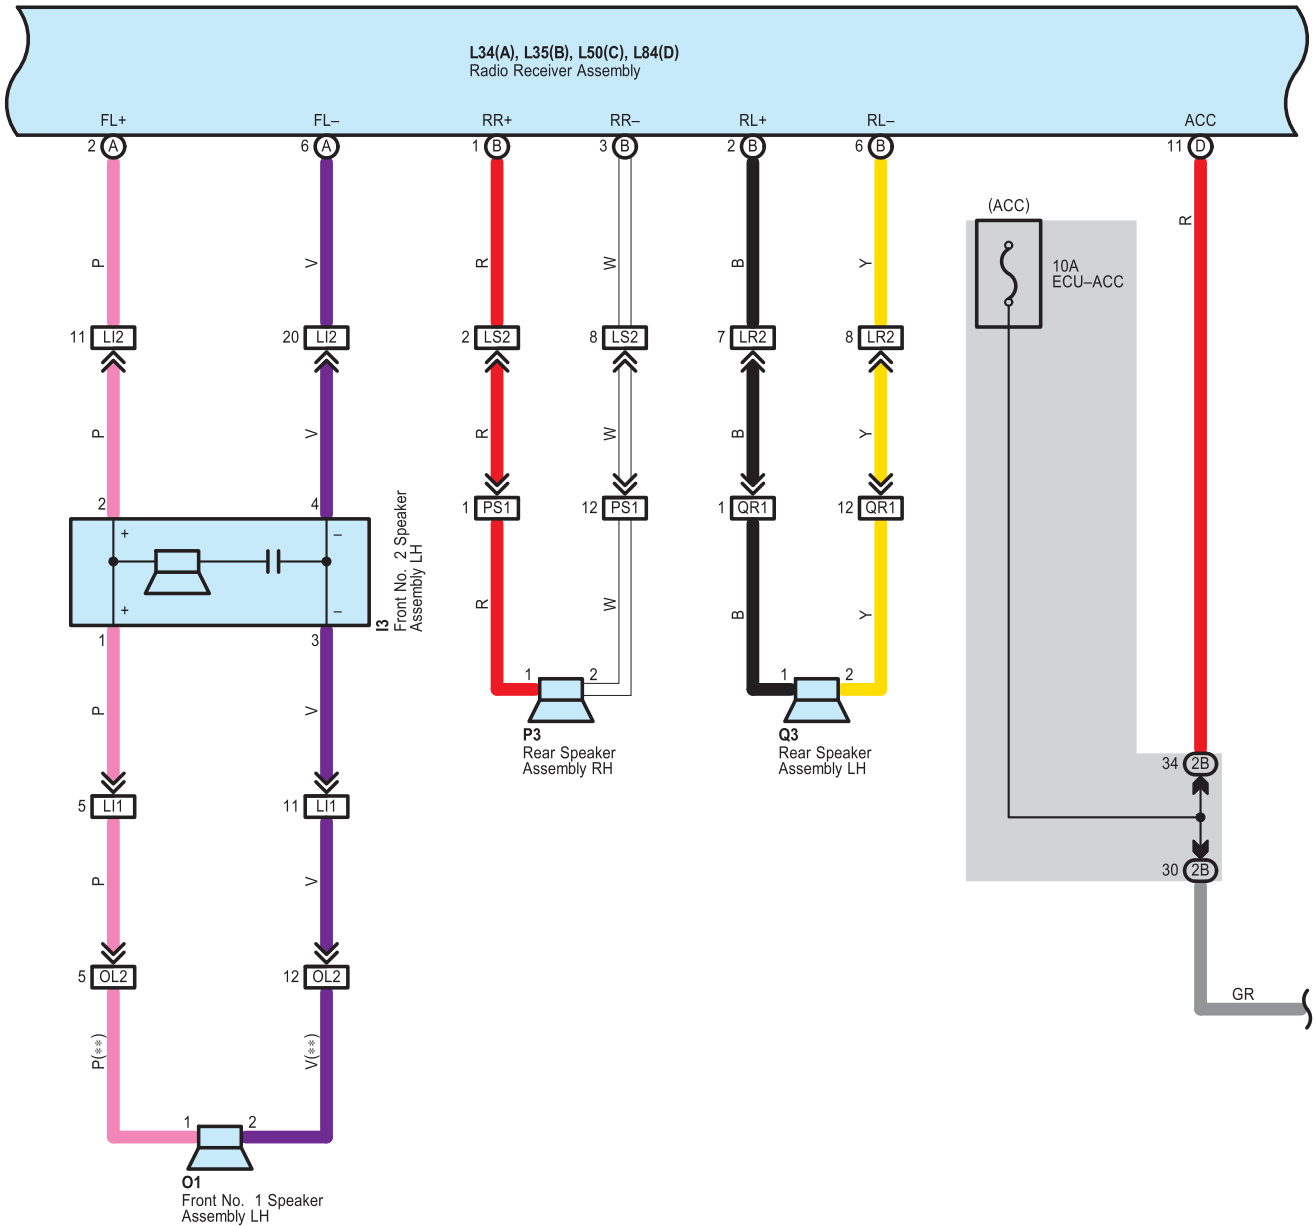 L34(A), L35(B), L50(C), L84(D)
Radio Receiver Assembly
FL+ FL– RR+ RR– RL+ RL– ACC
2 A 6 A 1 B 3 B 2 B 6 B 11 D
(ACC)
R
10A
ECU–ACC
P V R W B Y
11 LI2 20 LI2 2 LS2 8 LS2 7 LR2 8 LR2
P V R W B Y
2 4 1 PS1 12 PS1 1 QR1 12 QR1
+ –
+ –
I3
Front No. 2 Speaker
Assembly LH
R W B Y
1 3
1 2 1 2
P V
P3
Rear Speaker
Assembly RH
Q3
Rear Speaker
Assembly LH
34 2B
5 LI1 11 LI1
30 2B
P V
5 OL2 12 OL2
GR
P(**) V(**)
1 2
O1
Front No. 1 Speaker
Assembly LH